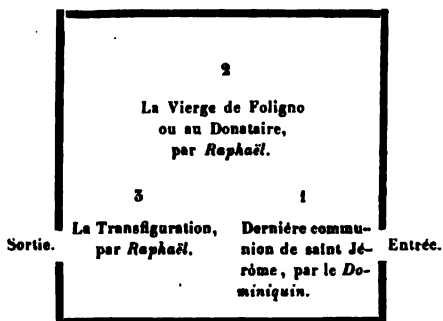 2
La Vierge de Foligno
ou au Donataire,
par Raphaël.
3
La Transfiguration,
par Raphaël.
1
Dernière commu-
nion de saint Jé-
rôme, par le Do-
miniquin.
Sortie.
Entrée.